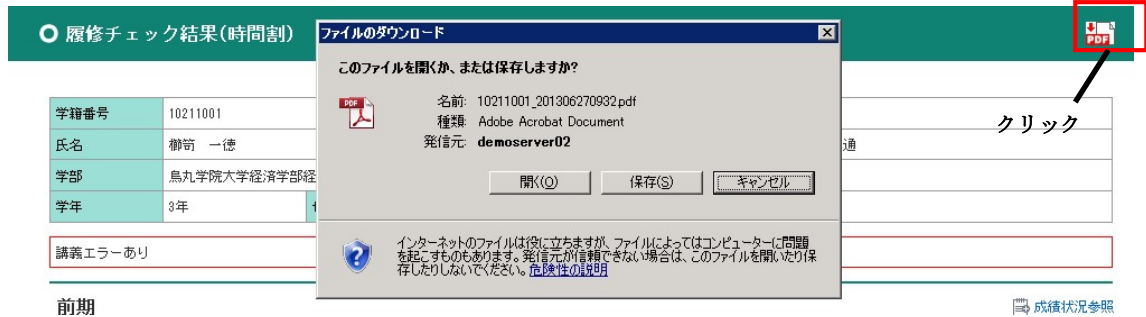 履修チェック結果(時間割)
PDF
クリック
学籍番号 10211001
氏名 一徳 通
学部 烏丸学院大学経済学部経
学年 3年
講義エラーあり
前期
成績状況参照
ファイルのダウンロード
このファイルを開くか、または保存しますか?
PDF
名前: 10211001_201306270932.pdf
種類: Adobe Acrobat Document
発信元: demoserver02
開く(O) 保存(S) キャンセル
インターネットのファイルは役に立ちますが、ファイルによってはコンピューターに問題
を起こすものもあります。発信元が信頼できない場合は、このファイルを開いたり保
存したりしないでください。危険性の説明